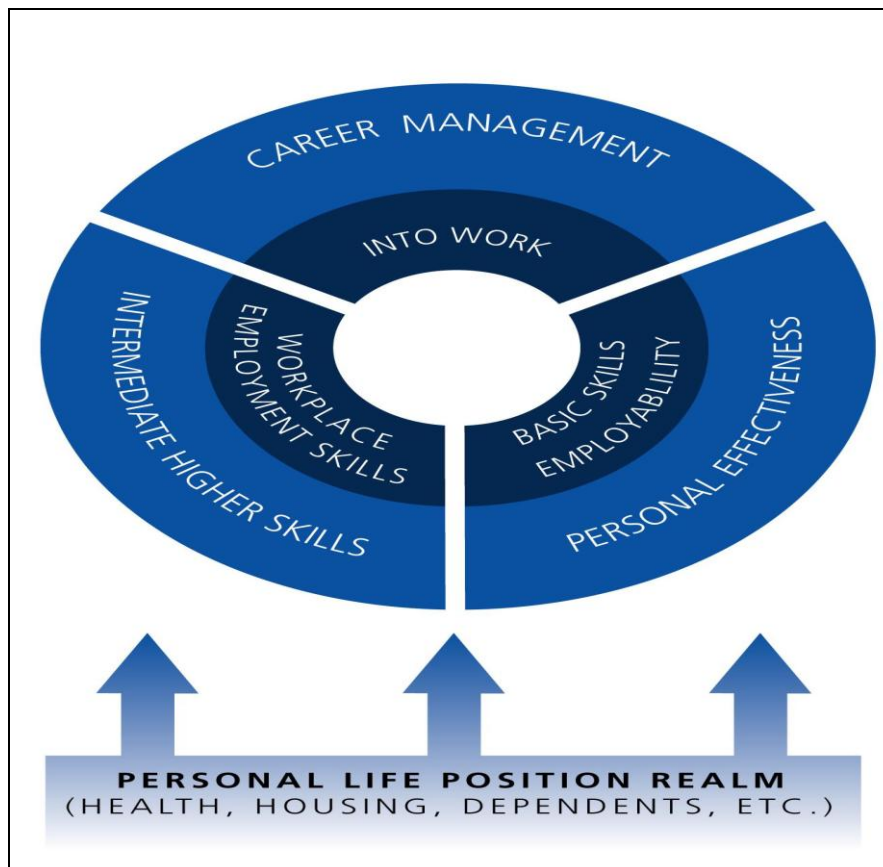 CAREER MANAGEMENT
INTO WORK
INTERMEDIATE HIGHER SKILLS
WORKPLACE
EMPLOYMENT SKILLS
BASIC SKILLS
EMPLOYABLILITY
PERSONAL EFFECTIVENESS
PERSONAL LIFE POSITION REALM
(HEALTH, HOUSING, DEPENDENTS, ETC.)